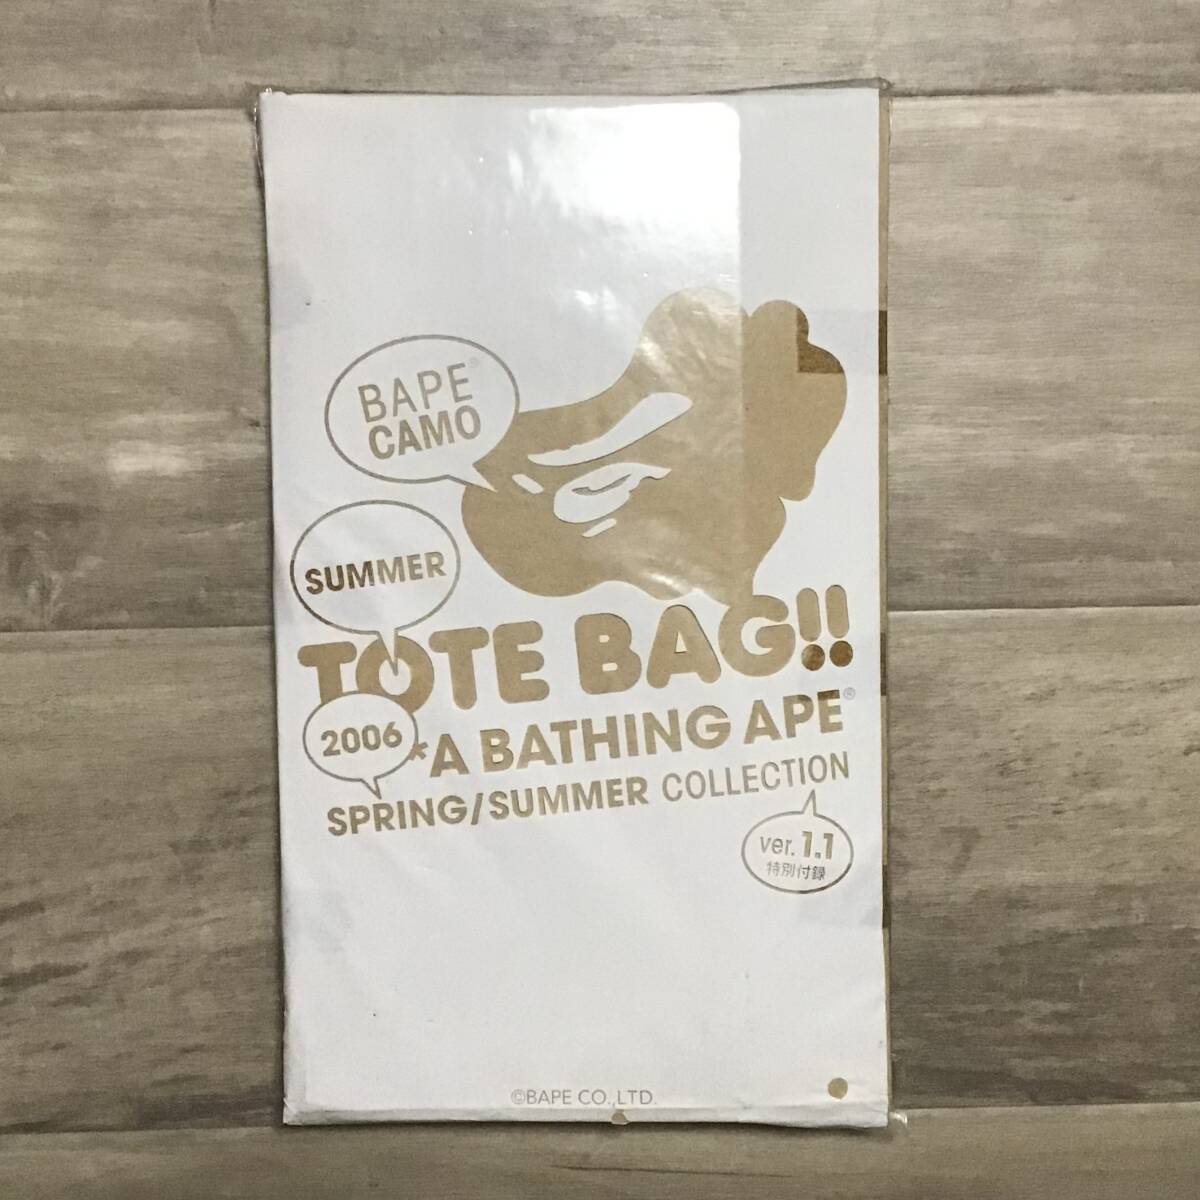 BAPE®
CAMO
SUMMER
TOTE BAG!!
2006
*A BATHING APE®
SPRING/SUMMER COLLECTION
ver. 1.1
特別付録
©BAPE CO.,LTD.